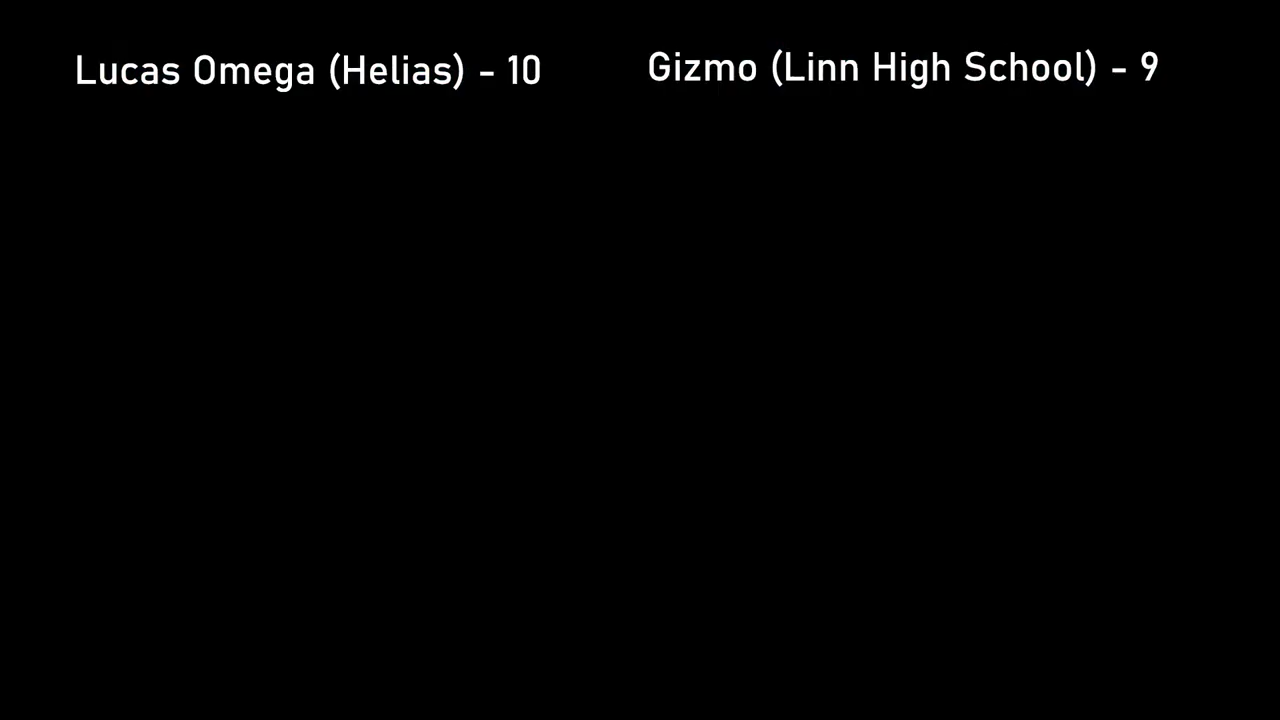 Lucas Omega (Helias) - 10
Gizmo (Linn High School) - 9